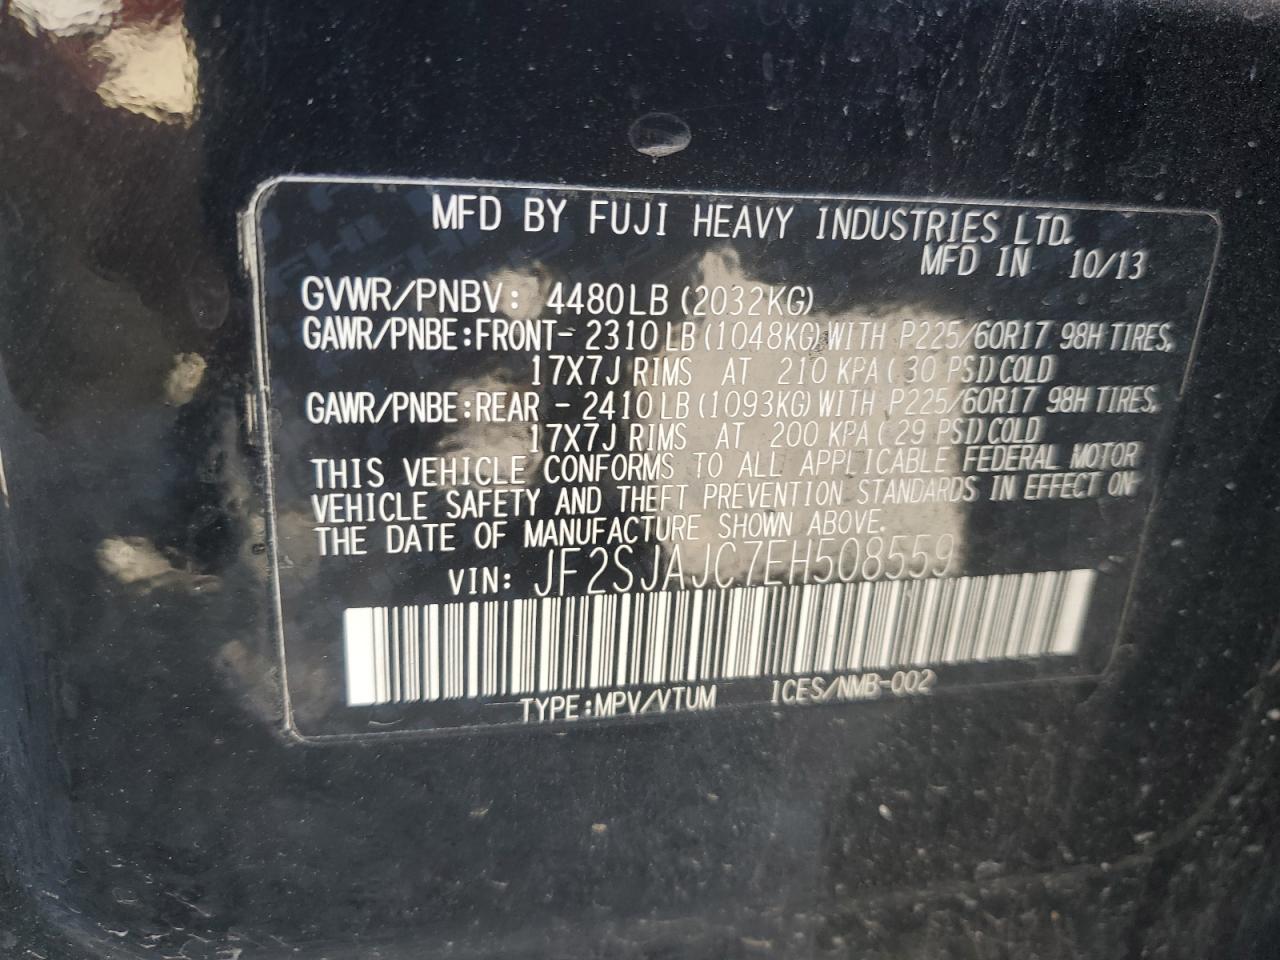 MFD BY FUJI HEAVY INDUSTRIES LTD.
MFD IN 10/13
GVWR/PNBV: 4480LB(2032KG)
GAWR/PNBE:FRONT- 2310LB(1048KG)WITH P225/60R17 98H TIRES,
17X7J RIMS AT 210 KPA(30 PSI)COLD
GAWR/PNBE:REAR - 2410LB(1093KG)WITH P225/60R17 98H TIRES,
17X7J RIMS AT 200 KPA(29 PSI)COLD
THIS VEHICLE CONFORMS TO ALL APPLICABLE FEDERAL MOTOR
VEHICLE SAFETY AND THEFT PREVENTION STANDARDS IN EFFECT ON
THE DATE OF MANUFACTURE SHOWN ABOVE.
VIN: JF2SJAJC7EH508559
TYPE:MPV/VTUM ICES/NMB-002